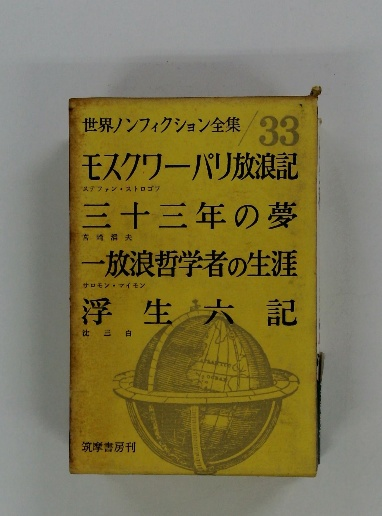 世界ノンフィクション全集/33
モスクワーパリ放浪記
ステファン・ストロゴフ
三十三年の夢
宮崎滔天
一放浪哲学者の生涯
サロモン・マイモン
浮生六記
沈三白
筑摩書房刊